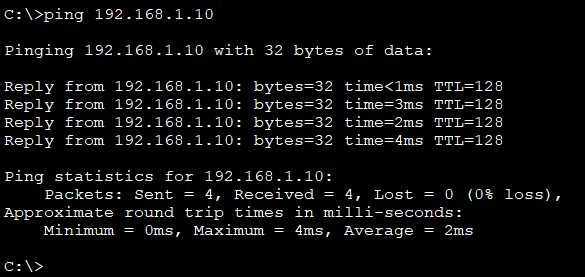 C:\>ping 192.168.1.10
Pinging 192.168.1.10 with 32 bytes of data:
Reply from 192.168.1.10: bytes=32 time<1ms TTL=128
Reply from 192.168.1.10: bytes=32 time=3ms TTL=128
Reply from 192.168.1.10: bytes=32 time=2ms TTL=128
Reply from 192.168.1.10: bytes=32 time=4ms TTL=128
Ping statistics for 192.168.1.10:
    Packets: Sent = 4, Received = 4, Lost = 0 (0% loss),
Approximate round trip times in milli-seconds:
    Minimum = 0ms, Maximum = 4ms, Average = 2ms
C:\>